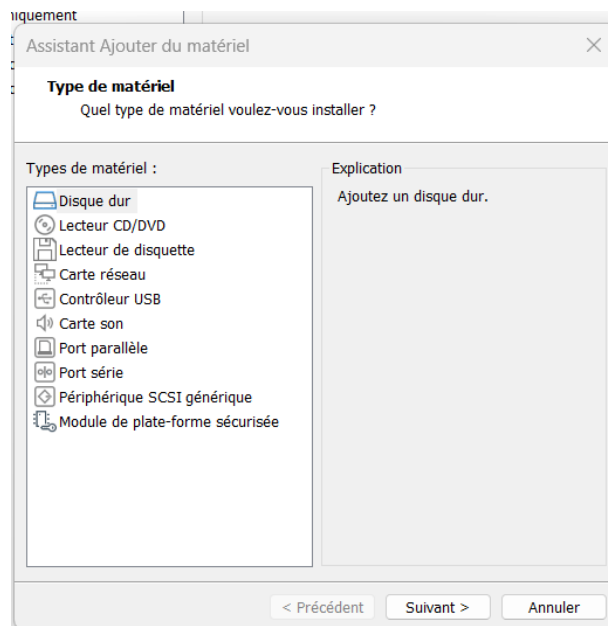 niquement
Assistant Ajouter du matériel
Type de matériel
Quel type de matériel voulez-vous installer ?
Types de matériel :
Disque dur
Lecteur CD/DVD
Lecteur de disquette
Carte réseau
Contrôleur USB
Carte son
Port parallèle
Port série
Périphérique SCSI générique
Module de plate-forme sécurisée
Explication
Ajoutez un disque dur.
< Précédent
Suivant >
Annuler